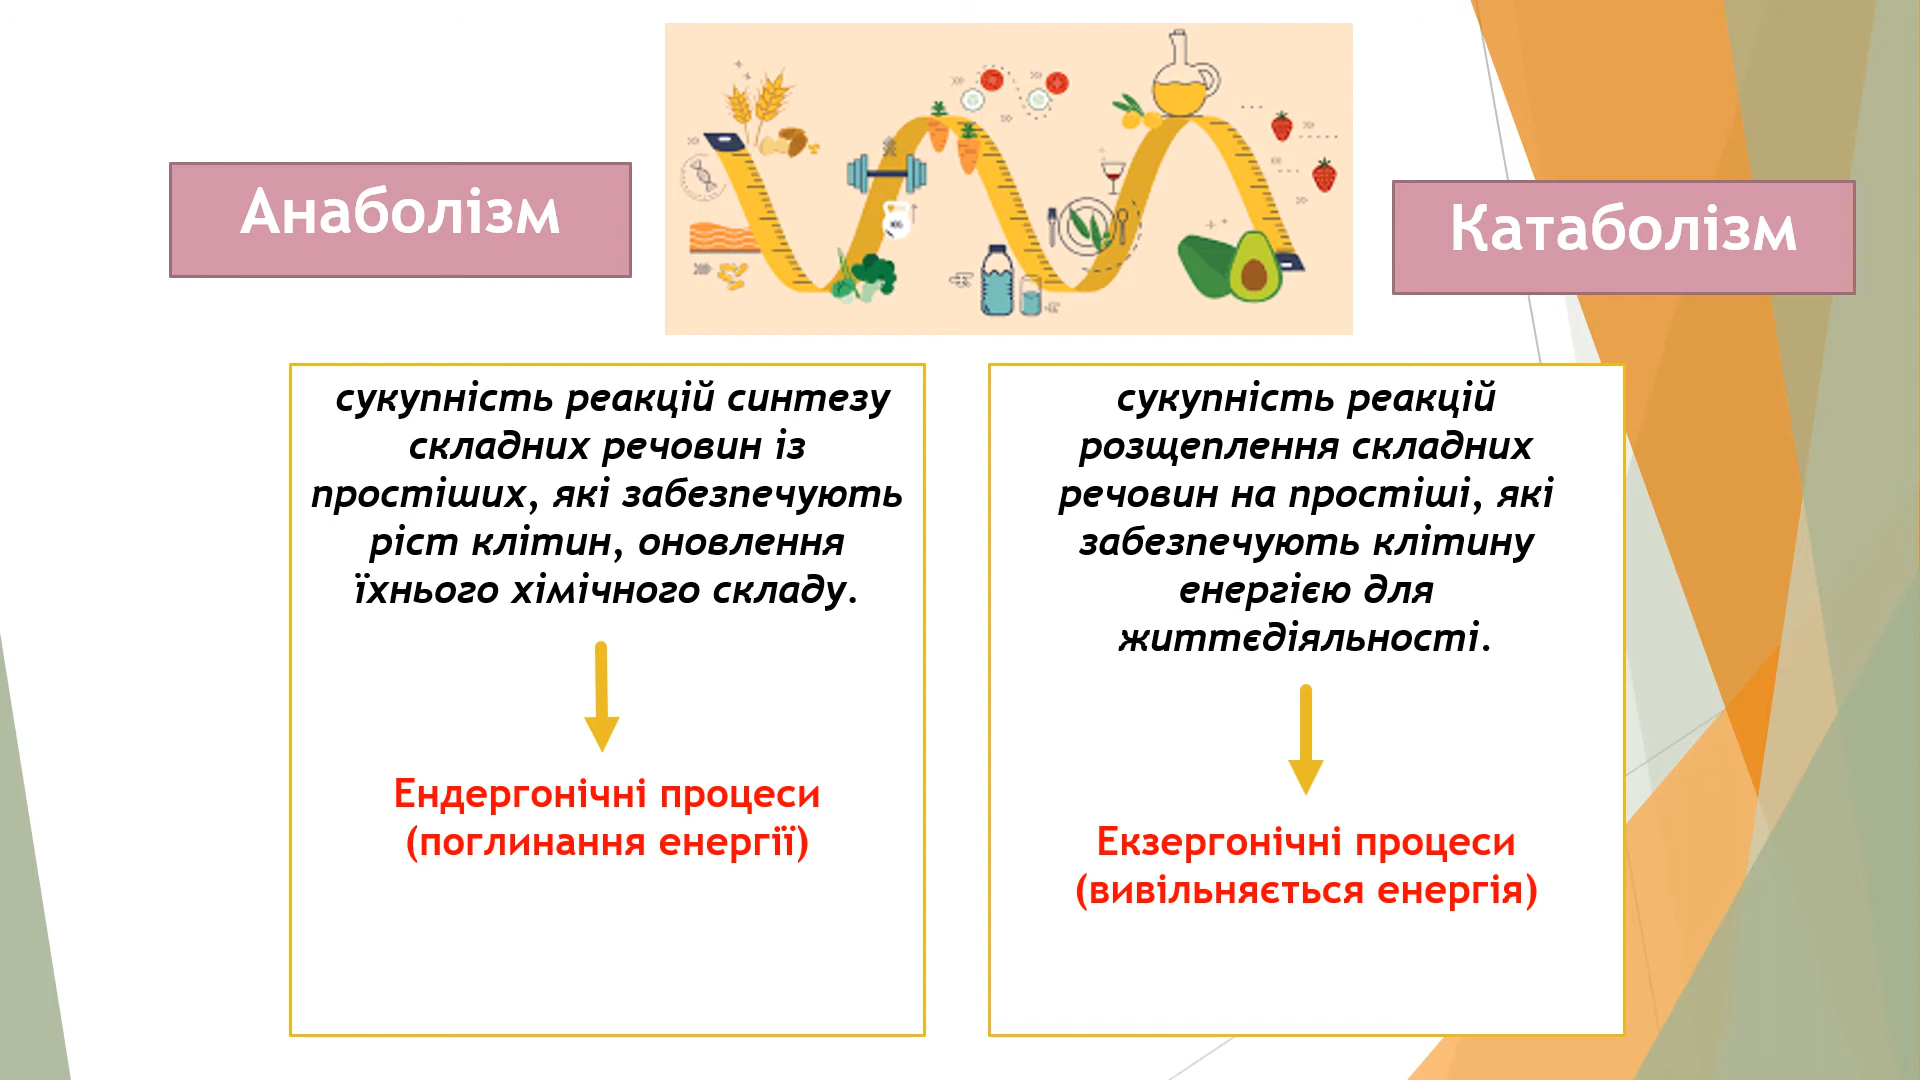 Анаболізм
Катаболізм
сукупність реакцій синтезу
складних речовин із
простіших, які забезпечують
ріст клітин, оновлення
їхнього хімічного складу.
Ендергонічні процеси
(поглинання енергії)
сукупність реакцій
розщеплення складних
речовин на простіші, які
забезпечують клітину
енергією для
життєдіяльності.
Екзергонічні процеси
(вивільняється енергія)